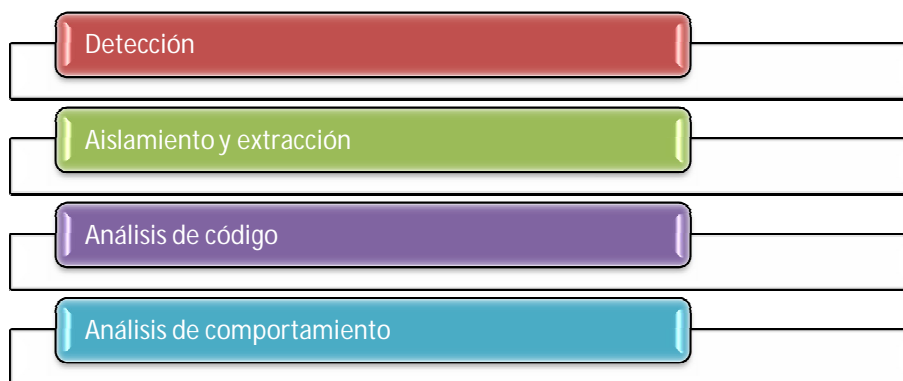 Detección
Aislamiento y extracción
Análisis de código
Análisis de comportamiento